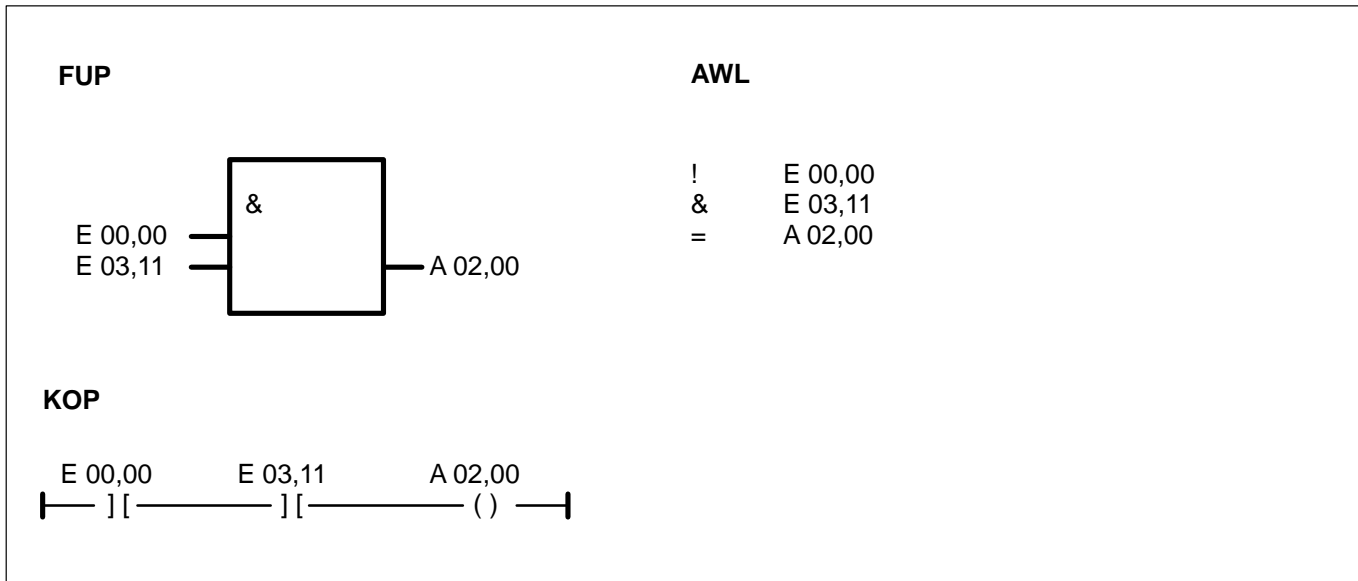 FUP
&
E 00,00
E 03,11
A 02,00
AWL
! E 00,00
& E 03,11
= A 02,00
KOP
E 00,00 E 03,11 A 02,00
] [ ] [ ( )